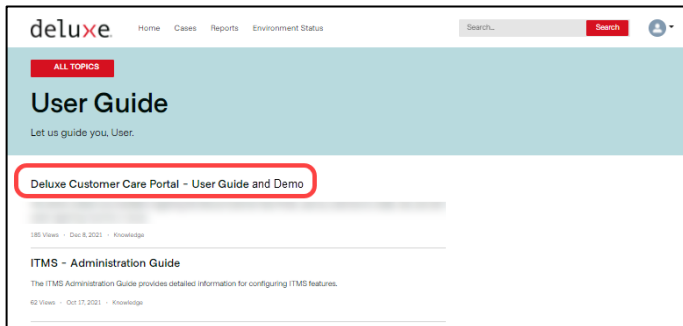 deluxe. Home Cases Reports Environment Status Search... Search
ALL TOPICS
User Guide
Let us guide you, User.
Deluxe Customer Care Portal - User Guide and Demo
185 Views · Dec 8, 2021 · Knowledge
ITMS - Administration Guide
The ITMS Administration Guide provides detailed information for configuring ITMS features.
62 Views · Oct 17, 2021 · Knowledge